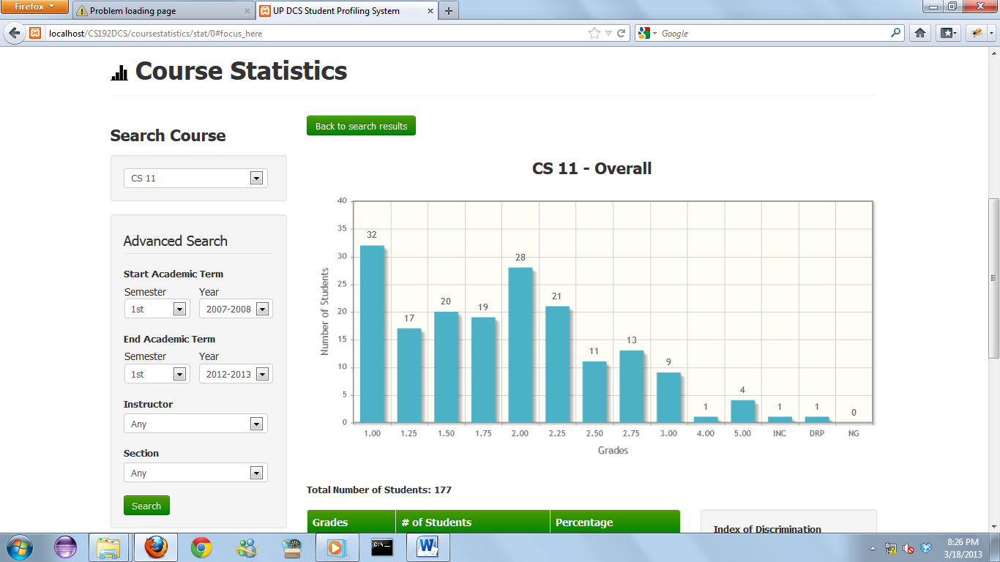 Firefox
Problem loading page
UP DCS Student Profiling System
localhost/CS192DCS/coursestatistics/stat/0#focus_here
Google
Course Statistics
Search Course
CS 11
Advanced Search
Start Academic Term
Semester Year
1st 2007-2008
End Academic Term
Semester Year
1st 2012-2013
Instructor
Any
Section
Any
Search
Back to search results
CS 11 - Overall
Number of Students
40
35
30
25
20
15
10
5
0
32 17 20 19 28 21 11 13 9 1 4 1 1 0
1.00 1.25 1.50 1.75 2.00 2.25 2.50 2.75 3.00 4.00 5.00 INC DRP NG
Grades
Total Number of Students: 177
Grades # of Students Percentage
Index of Discrimination
8:26 PM
3/18/2013